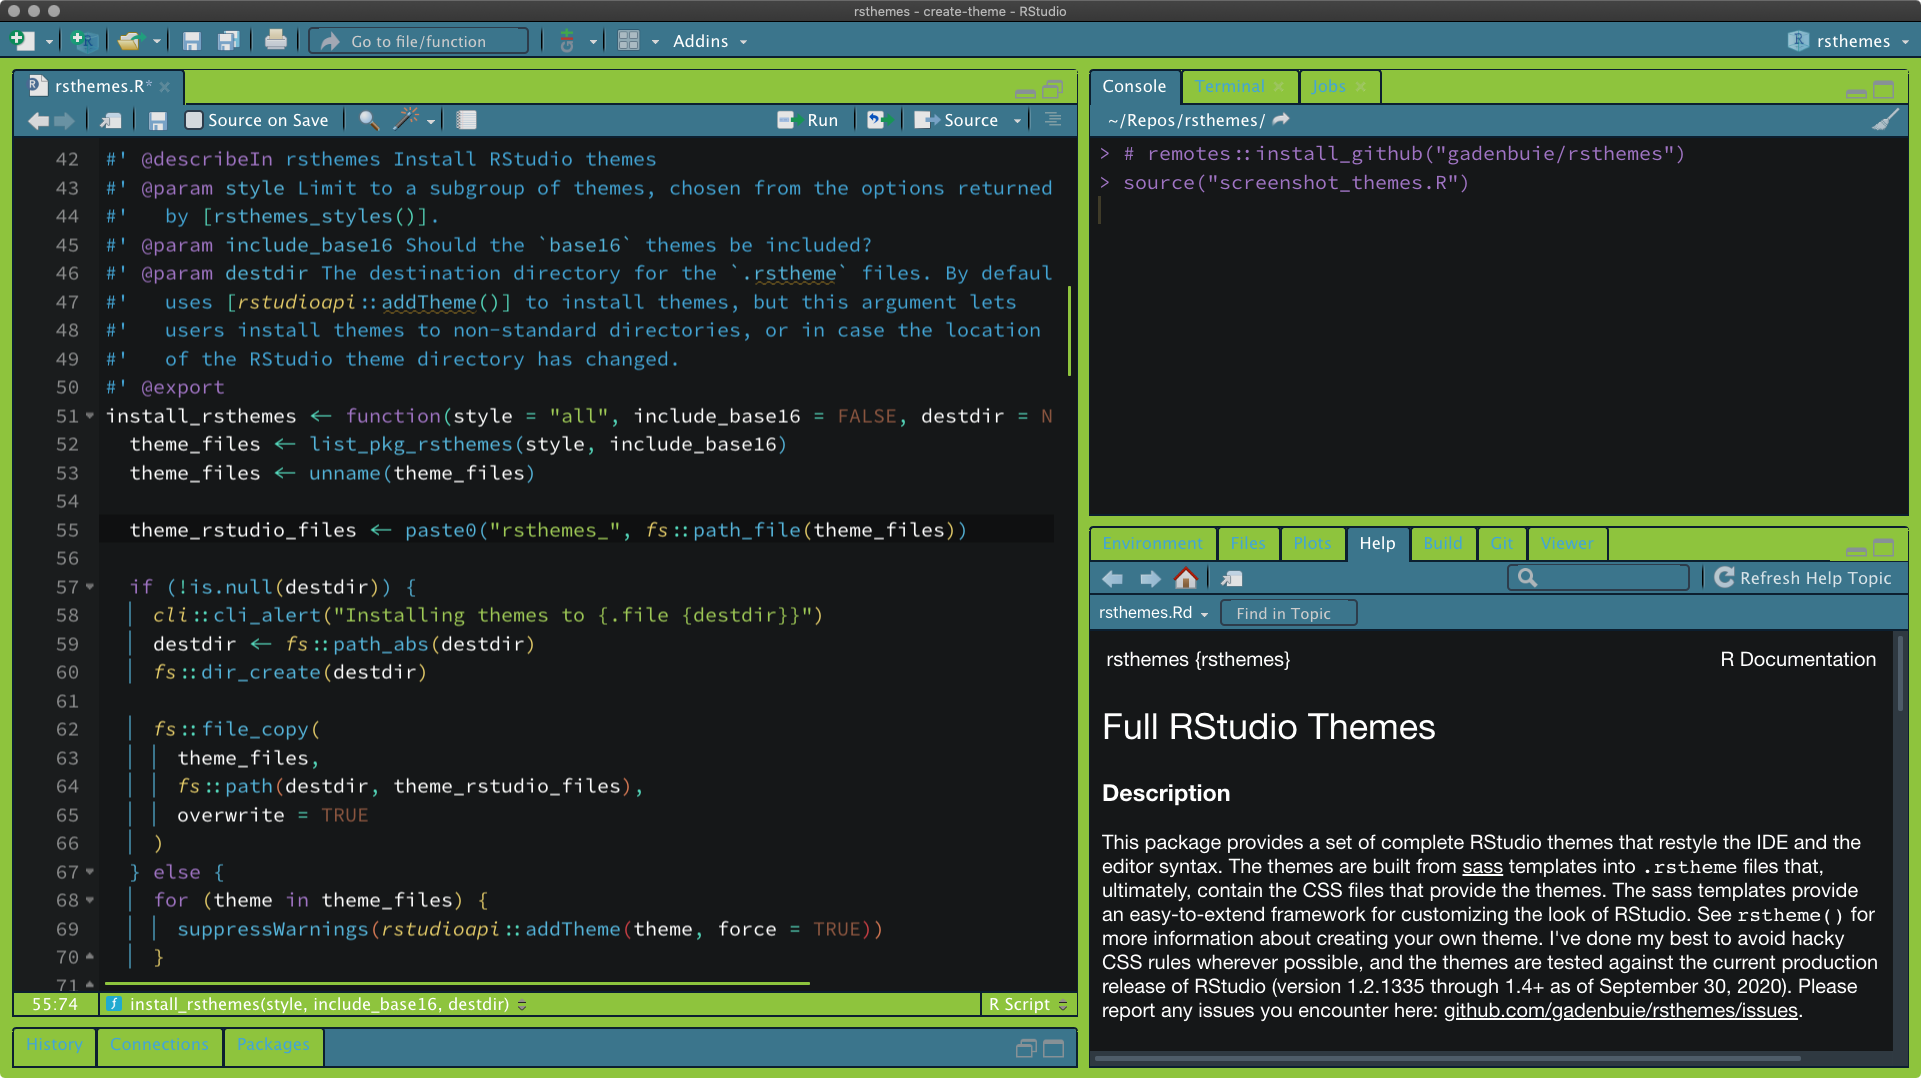 rsthemes - create-theme - RStudio
Go to file/function
Addins
rsthemes
rsthemes.R*
Source on Save
Run
Source
42 #' @describeIn rsthemes Install RStudio themes
43 #' @param style Limit to a subgroup of themes, chosen from the options returned
44 #'   by [rsthemes_styles()].
45 #' @param include_base16 Should the `base16` themes be included?
46 #' @param destdir The destination directory for the `.rstheme` files. By defaul
47 #'   uses [rstudioapi::addTheme()] to install themes, but this argument lets
48 #'   users install themes to non-standard directories, or in case the location
49 #'   of the RStudio theme directory has changed.
50 #' @export
51 install_rsthemes <- function(style = "all", include_base16 = FALSE, destdir = N
52   theme_files <- list_pkg_rsthemes(style, include_base16)
53   theme_files <- unname(theme_files)
54
55   theme_rstudio_files <- paste0("rsthemes_", fs::path_file(theme_files))
56
57   if (!is.null(destdir)) {
58     cli::cli_alert("Installing themes to {.file {destdir}}")
59     destdir <- fs::path_abs(destdir)
60     fs::dir_create(destdir)
61
62     fs::file_copy(
63       theme_files,
64       fs::path(destdir, theme_rstudio_files),
65       overwrite = TRUE
66     )
67   } else {
68     for (theme in theme_files) {
69       suppressWarnings(rstudioapi::addTheme(theme, force = TRUE))
70     }
71
55:74 install_rsthemes(style, include_base16, destdir) R Script
History Connections Packages
Console Terminal Jobs
~/Repos/rsthemes/
> # remotes::install_github("gadenbuie/rsthemes")
> source("screenshot_themes.R")
Environment Files Plots Help Build Git Viewer
Refresh Help Topic
rsthemes.Rd Find in Topic
rsthemes {rsthemes} R Documentation
Full RStudio Themes
Description
This package provides a set of complete RStudio themes that restyle the IDE and the
editor syntax. The themes are built from sass templates into .rstheme files that,
ultimately, contain the CSS files that provide the themes. The sass templates provide
an easy-to-extend framework for customizing the look of RStudio. See rstheme() for
more information about creating your own theme. I've done my best to avoid hacky
CSS rules wherever possible, and the themes are tested against the current production
release of RStudio (version 1.2.1335 through 1.4+ as of September 30, 2020). Please
report any issues you encounter here: github.com/gadenbuie/rsthemes/issues.